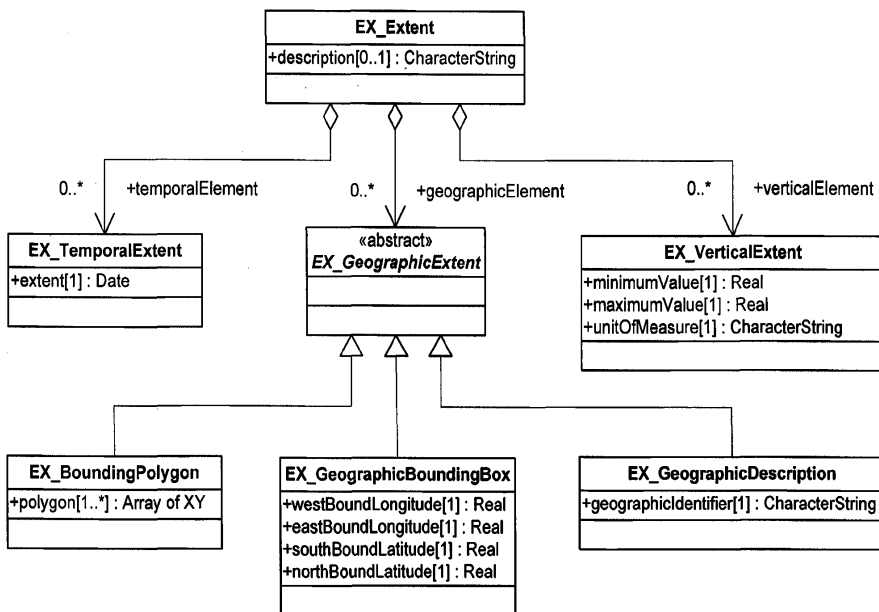 EX_Extent
+description[0..1] : CharacterString
0..* +temporalElement
0..* +geographicElement
0..* +verticalElement
EX_TemporalExtent
+extent[1] : Date
«abstract»
EX_GeographicExtent
EX_VerticalExtent
+minimumValue[1] : Real
+maximumValue[1] : Real
+unitOfMeasure[1] : CharacterString
EX_BoundingPolygon
+polygon[1..*] : Array of XY
EX_GeographicBoundingBox
+westBoundLongitude[1] : Real
+eastBoundLongitude[1] : Real
+southBoundLatitude[1] : Real
+northBoundLatitude[1] : Real
EX_GeographicDescription
+geographicIdentifier[1] : CharacterString